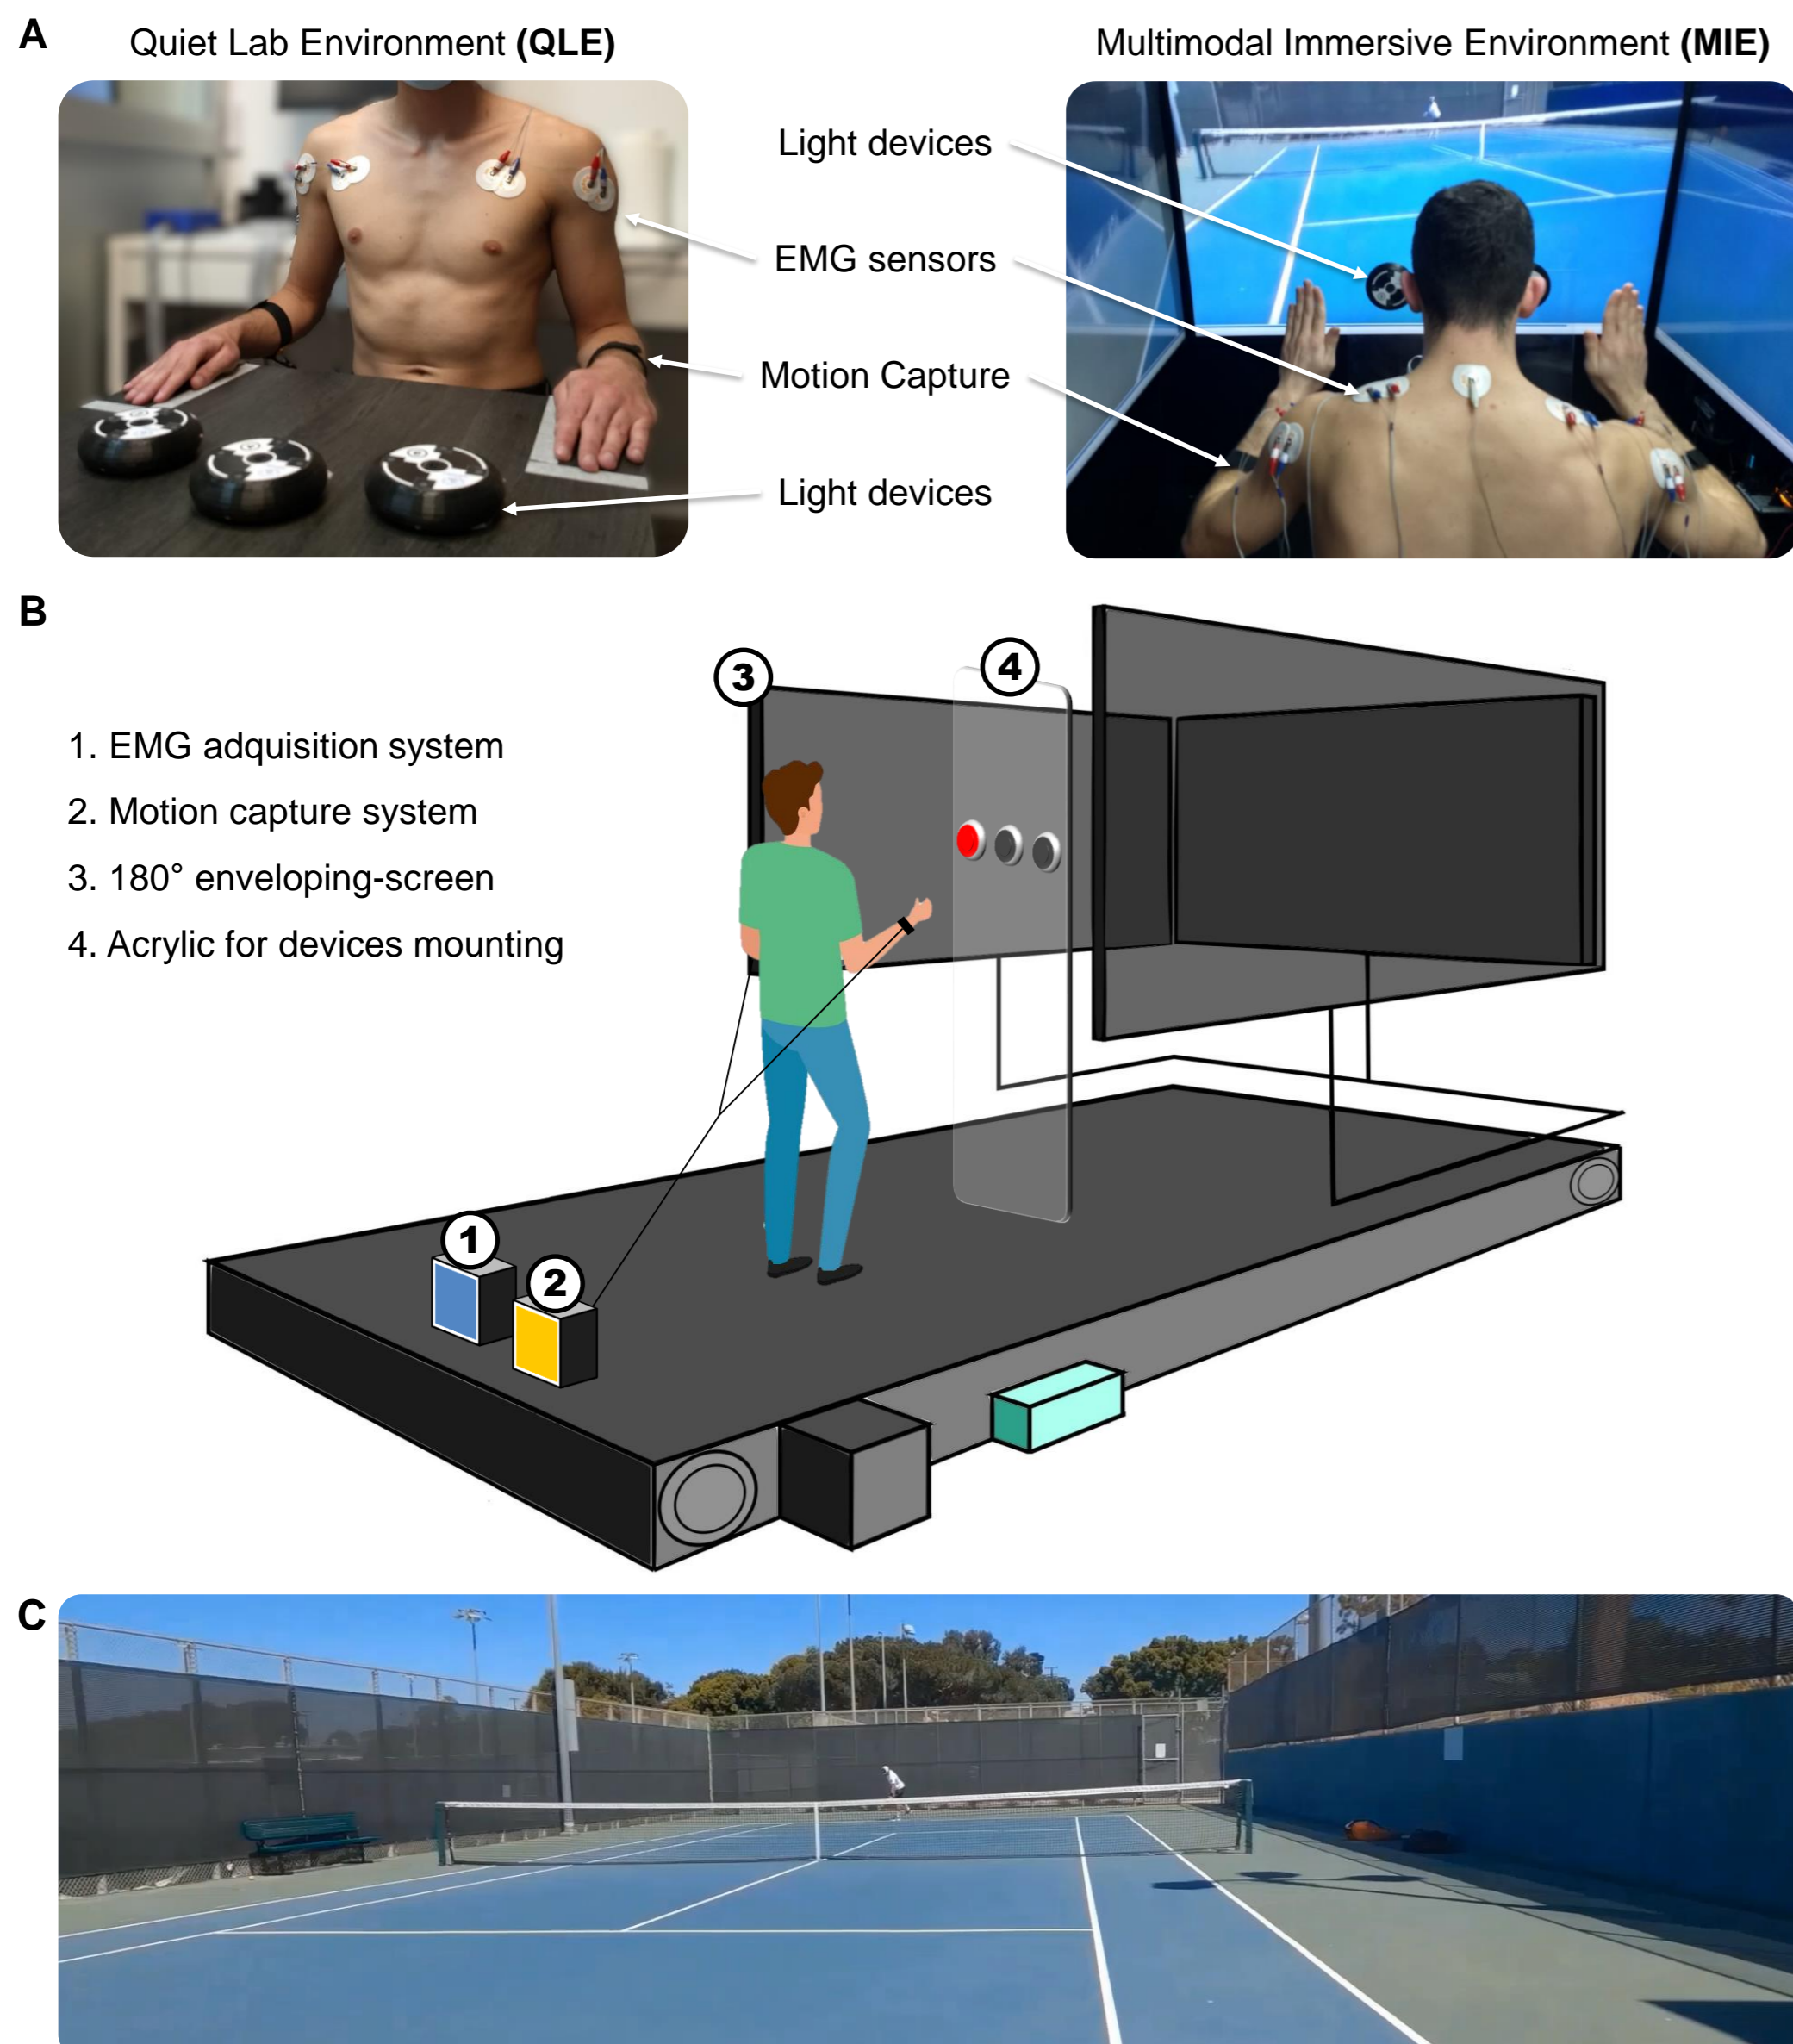 A
Quiet Lab Environment (QLE)
Multimodal Immersive Environment (MIE)
Light devices
EMG sensors
Motion Capture
Light devices
B
3
4
1. EMG adquisition system
2. Motion capture system
3. 180° enveloping-screen
4. Acrylic for devices mounting
1
2
C